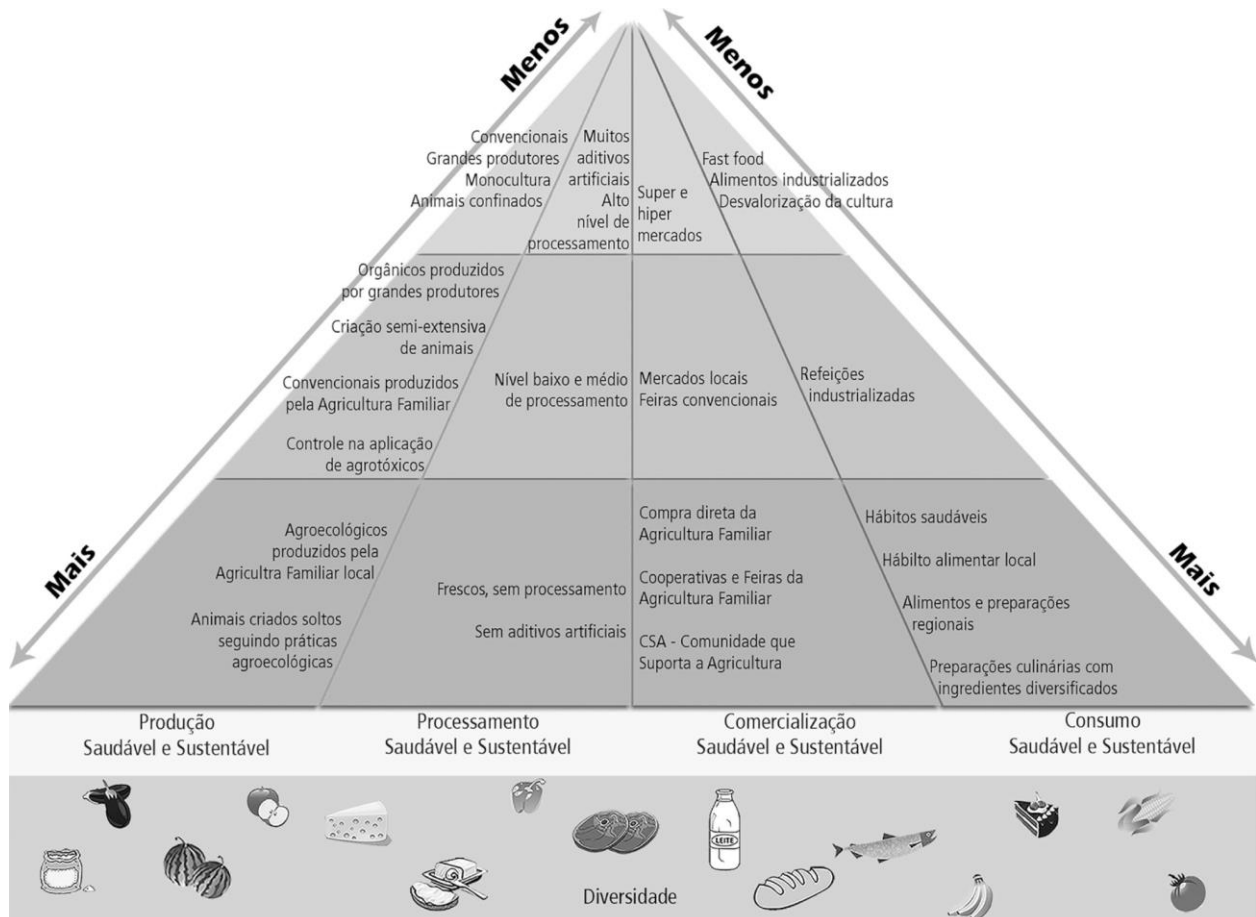 Menos
Menos
Convencionais
Grandes produtores
Monocultura
Animais confinados
Muitos
aditivos
artificiais
Alto
nível de
processamento
Super e
hiper
mercados
Fast food
Alimentos industrializados
Desvalorização da cultura
Orgânicos produzidos
por grandes produtores
Criação semi-extensiva
de animais
Convencionais produzidos
pela Agricultura Familiar
Controle na aplicação
de agrotóxicos
Nível baixo e médio
de processamento
Mercados locais
Feiras convencionais
Refeições
industrializadas
Mais
Mais
Agroecológicos
produzidos pela
Agricultra Familiar local
Animais criados soltos
seguindo práticas
agroecológicas
Frescos, sem processamento
Sem aditivos artificiais
Compra direta da
Agricultura Familiar
Cooperativas e Feiras da
Agricultura Familiar
CSA - Comunidade que
Suporta a Agricultura
Hábitos saudáveis
Hábilto alimentar local
Alimentos e preparações
regionais
Preparações culinárias com
ingredientes diversificados
Produção
Saudável e Sustentável
Processamento
Saudável e Sustentável
Comercialização
Saudável e Sustentável
Consumo
Saudável e Sustentável
LEITE
Diversidade